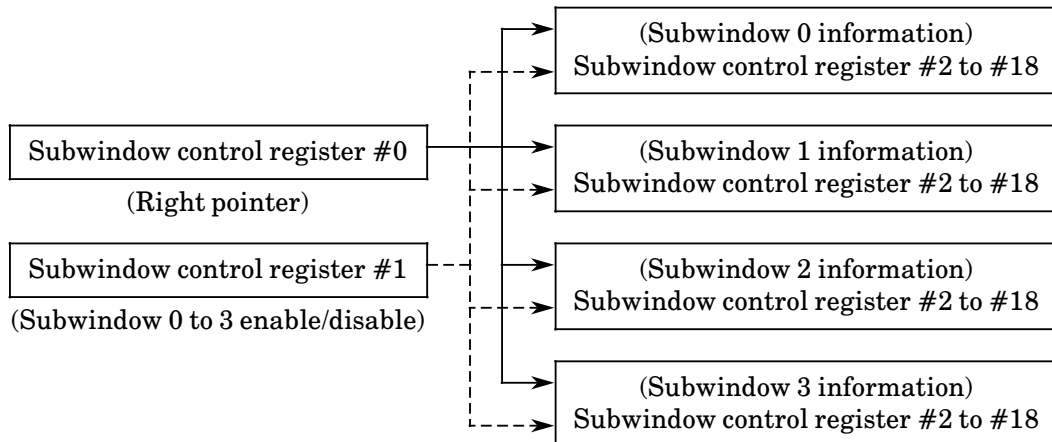 (Subwindow 0 information)
Subwindow control register #2 to #18
Subwindow control register #0
(Right pointer)
(Subwindow 1 information)
Subwindow control register #2 to #18
Subwindow control register #1
(Subwindow 0 to 3 enable/disable)
(Subwindow 2 information)
Subwindow control register #2 to #18
(Subwindow 3 information)
Subwindow control register #2 to #18